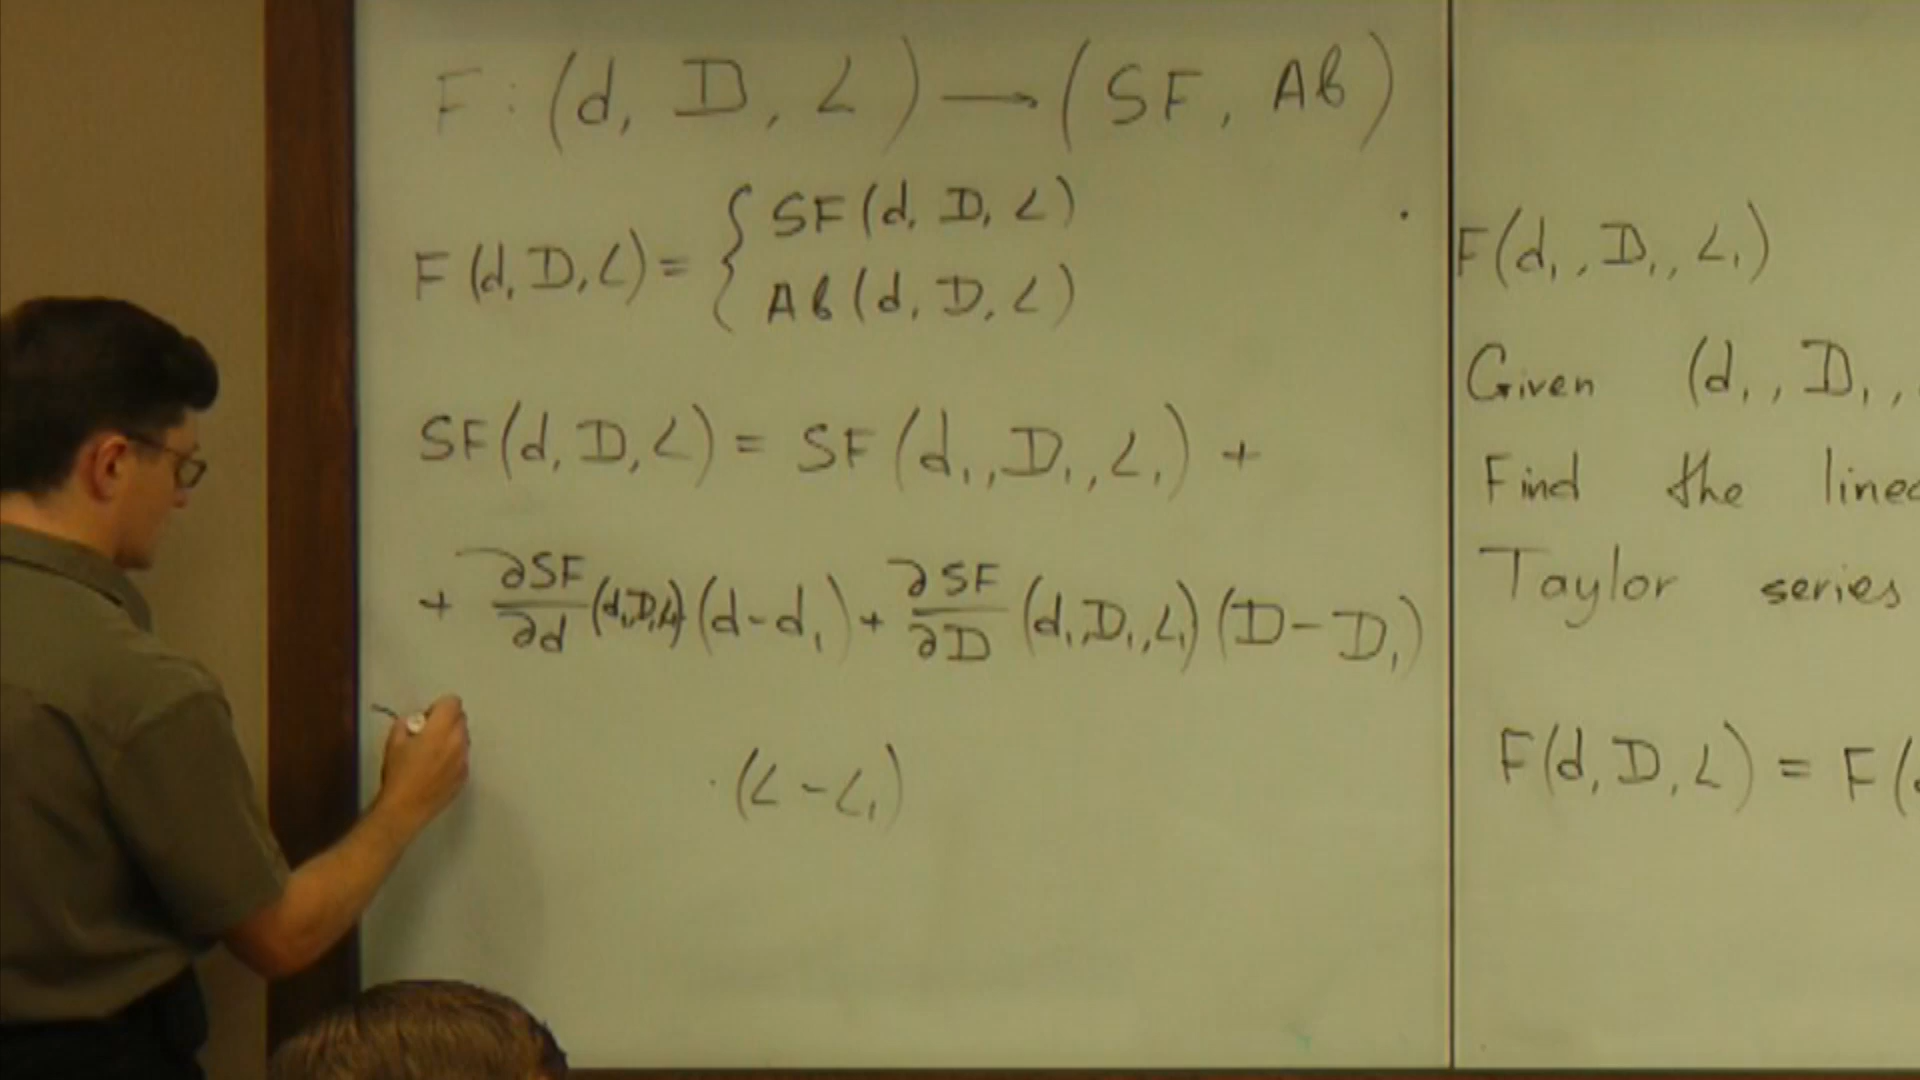 F : (d, D, L) → (SF, Ab)
F(d, D, L) = { SF(d, D, L)
Ab(d, D, L)
SF(d, D, L) = SF(d₁, D₁, L₁) +
+ ∂SF/∂d (d₁, D₁, L₁) (d - d₁) + ∂SF/∂D (d₁, D₁, L₁) (D - D₁)
· (L - L₁)
F(d₁, D₁, L₁)
Given (d₁, D₁,
Find the linea
Taylor series
F(d, D, L) = F(